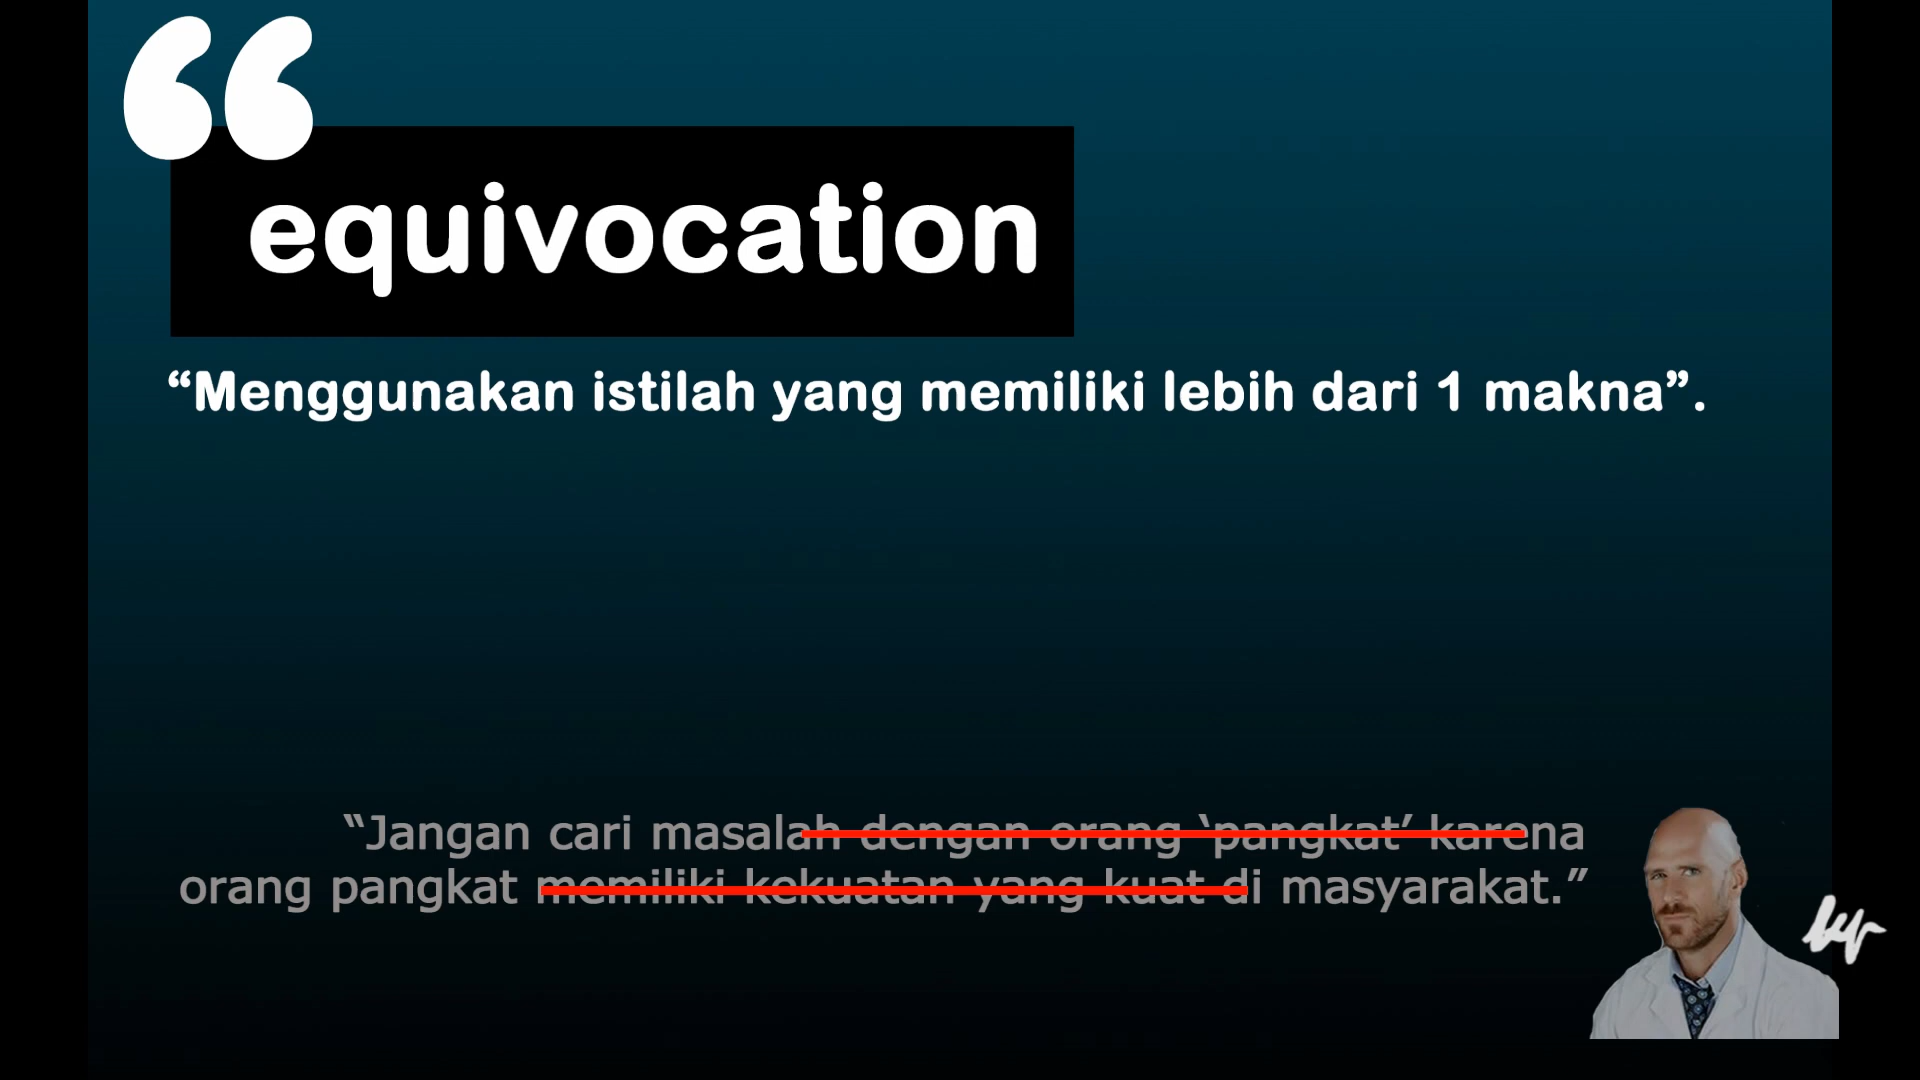 “
equivocation
“Menggunakan istilah yang memiliki lebih dari 1 makna”.
“Jangan cari masalah dengan orang ‘pangkat’ karena
orang pangkat memiliki kekuatan yang kuat di masyarakat.”